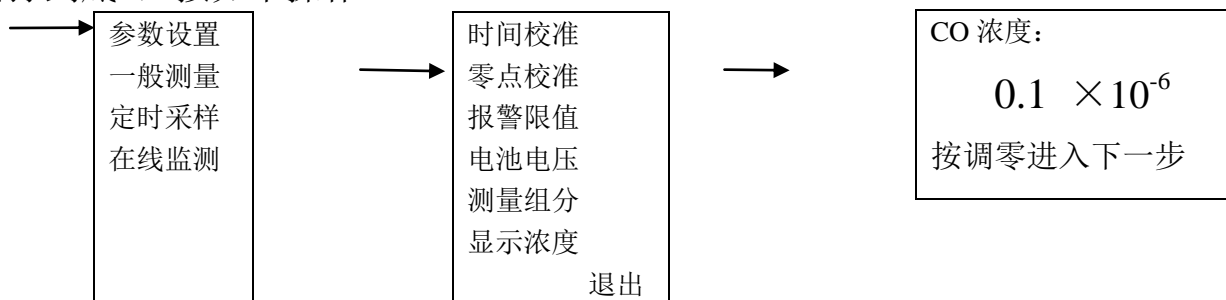 参数设置
一般测量
定时采样
在线监测
时间校准
零点校准
报警限值
电池电压
测量组分
显示浓度
退出
CO 浓度：
0.1 ×10⁻⁶
按调零进入下一步